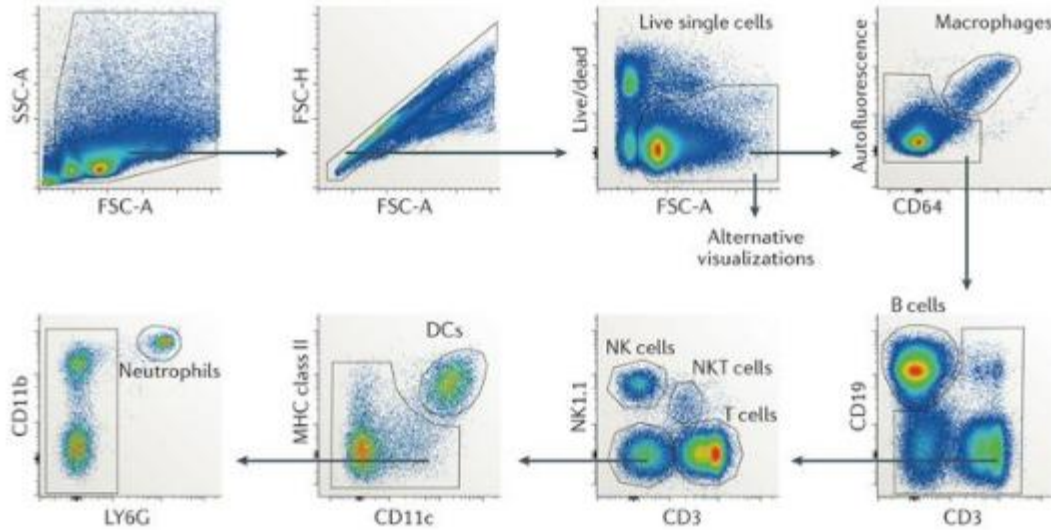 SSC-A
FSC-A
FSC-H
FSC-A
Live/dead
Live single cells
FSC-A
Autofluorescence
Macrophages
CD64
Alternative
visualizations
CD11b
Neutrophils
LY6G
MHC class II
DCs
CD11c
NK1.1
NK cells
NKT cells
T cells
CD3
CD19
B cells
CD3